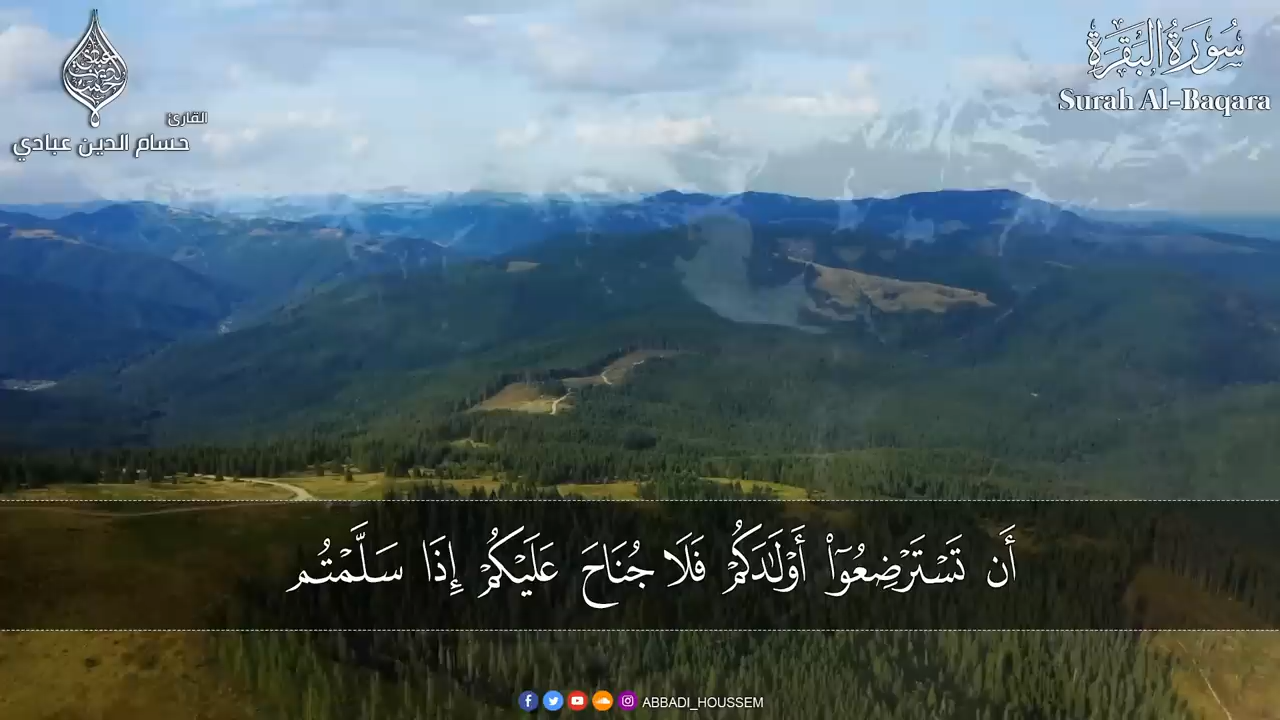 سُورَةُ البَقَرَة
Surah Al-Baqara
القارئ
حسام الدين عبادي
أَن تَسْتَرْضِعُوٓا۟ أَوْلَـٰدَكُمْ فَلَا جُنَاحَ عَلَيْكُمْ إِذَا سَلَّمْتُم
ABBADI_HOUSSEM